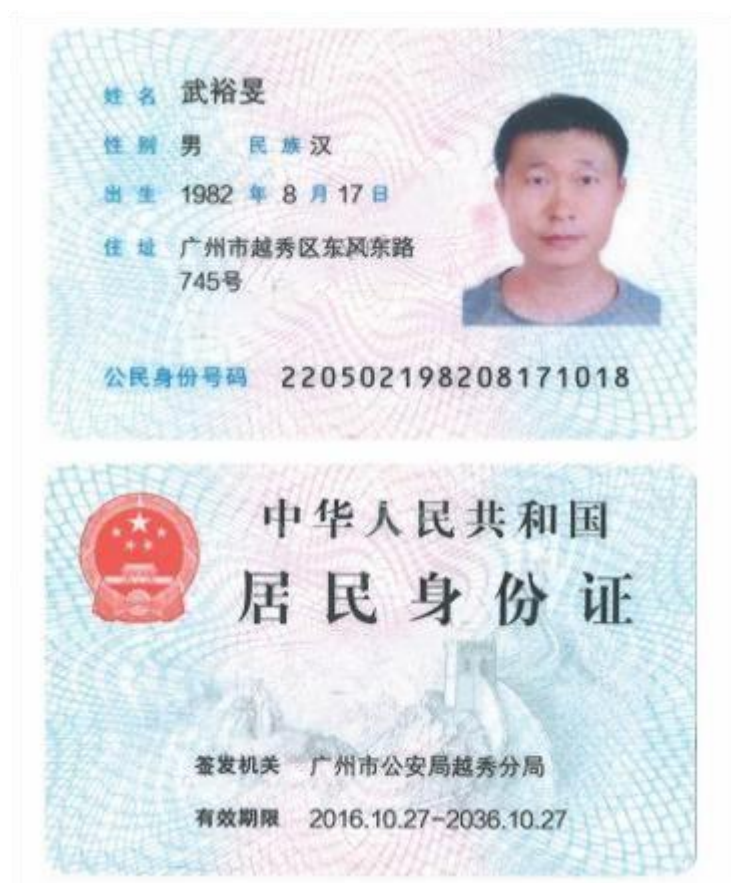 姓名 武裕旻
性别 男 民族 汉
出生 1982 年 8 月 17 日
住址 广州市越秀区东风东路
745号
公民身份号码 220502198208171018
中华人民共和国
居民身份证
签发机关 广州市公安局越秀分局
有效期限 2016.10.27-2036.10.27